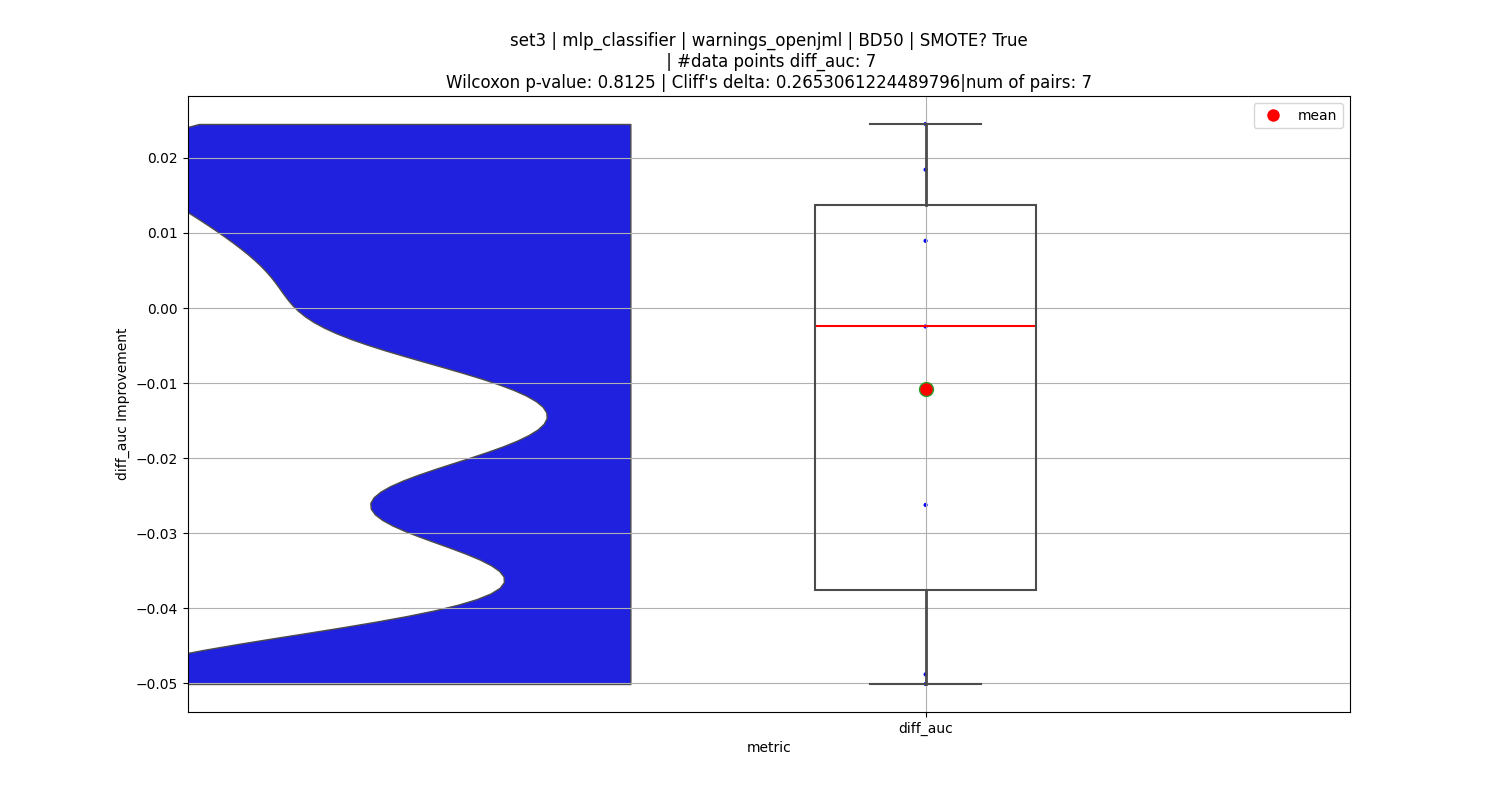 set3 | mlp_classifier | warnings_openjml | BD50 | SMOTE? True
| #data points diff_auc: 7
Wilcoxon p-value: 0.8125 | Cliff's delta: 0.2653061224489796|num of pairs: 7
mean
0.02
0.01
0.00
−0.01
−0.02
−0.03
−0.04
−0.05
diff_auc Improvement
diff_auc
metric